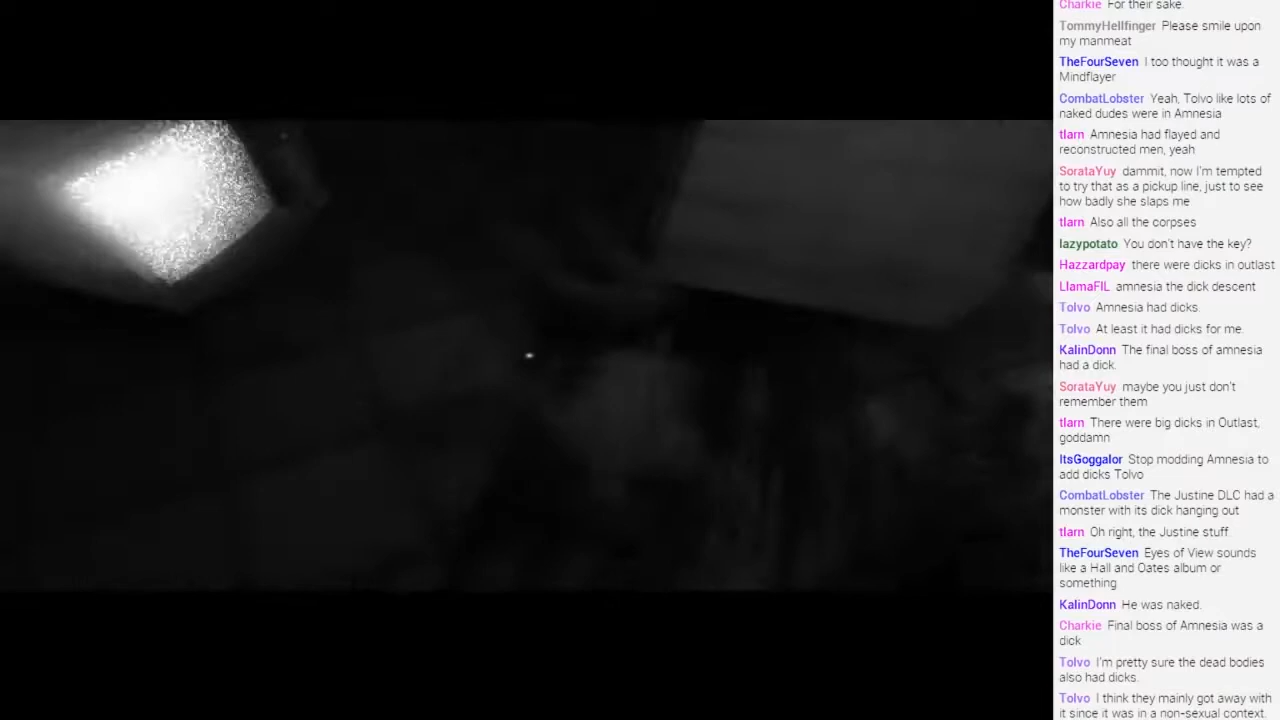 Charkie For their sake.
TommyHellfinger Please smile upon
my manmeat
TheFourSeven I too thought it was a
Mindflayer
CombatLobster Yeah, Tolvo like lots of
naked dudes were in Amnesia
tlarn Amnesia had flayed and
reconstructed men, yeah
SorataYuy dammit, now I'm tempted
to try that as a pickup line, just to see
how badly she slaps me
tlarn Also all the corpses
lazypotato You don't have the key?
Hazzardpay there were dicks in outlast
LlamaFIL amnesia the dick descent
Tolvo Amnesia had dicks.
Tolvo At least it had dicks for me.
KalinDonn The final boss of amnesia
had a dick.
SorataYuy maybe you just don't
remember them
tlarn There were big dicks in Outlast,
goddamn
ItsGoggalor Stop modding Amnesia to
add dicks Tolvo
CombatLobster The Justine DLC had a
monster with its dick hanging out
tlarn Oh right, the Justine stuff.
TheFourSeven Eyes of View sounds
like a Hall and Oates album or
something
KalinDonn He was naked.
Charkie Final boss of Amnesia was a
dick
Tolvo I'm pretty sure the dead bodies
also had dicks.
Tolvo I think they mainly got away with
it since it was in a non-sexual context.